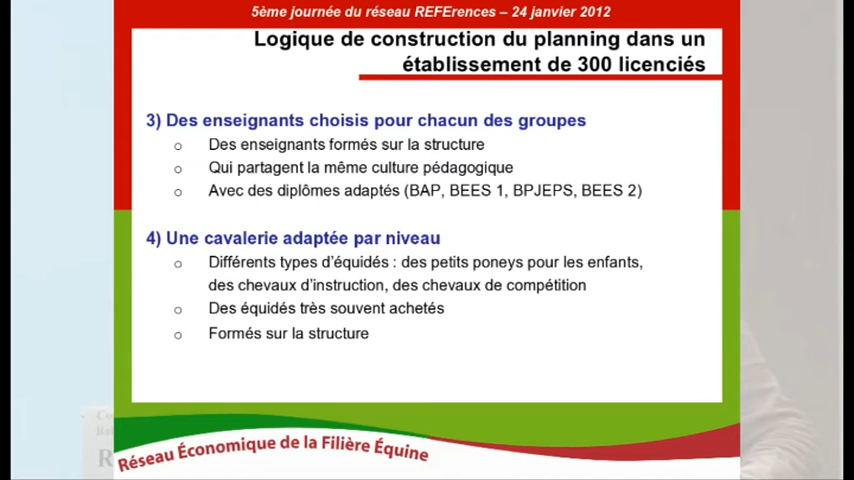 5ème journée du réseau REFErences – 24 janvier 2012
Logique de construction du planning dans un
établissement de 300 licenciés
3) Des enseignants choisis pour chacun des groupes
o Des enseignants formés sur la structure
o Qui partagent la même culture pédagogique
o Avec des diplômes adaptés (BAP, BEES 1, BPJEPS, BEES 2)
4) Une cavalerie adaptée par niveau
o Différents types d'équidés : des petits poneys pour les enfants,
des chevaux d'instruction, des chevaux de compétition
o Des équidés très souvent achetés
o Formés sur la structure
Réseau Économique de la Filière Équine